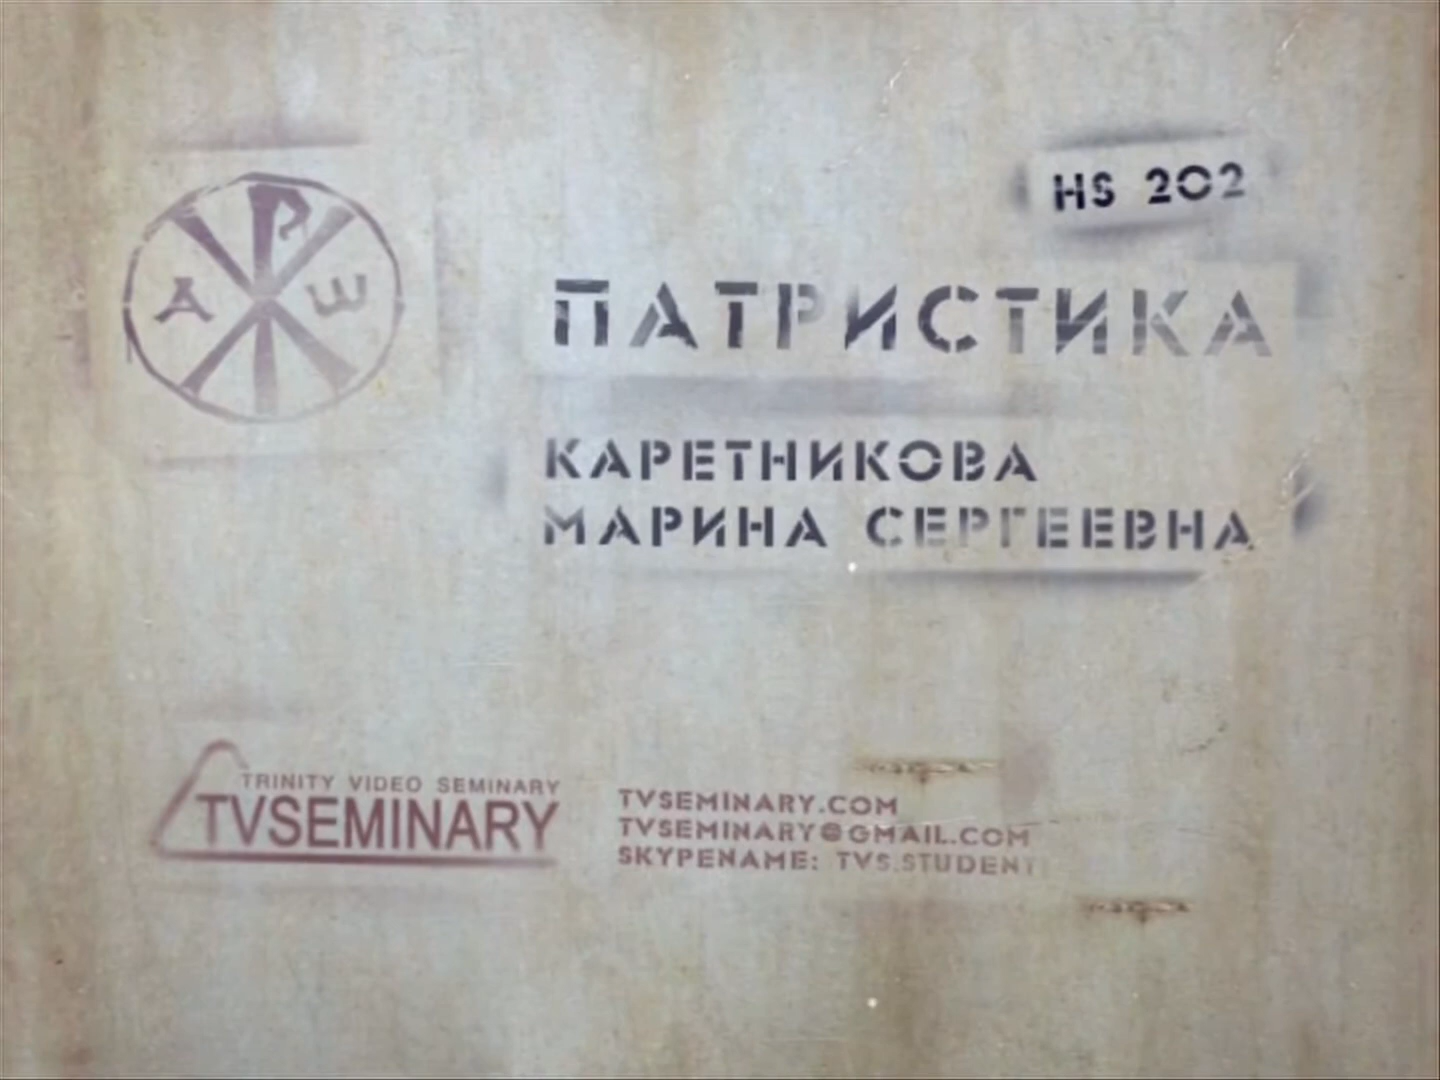 HS 202
ПАТРИСТИКА
КАРЕТНИКОВА
МАРИНА СЕРГЕЕВНА
TRINITY VIDEO SEMINARY
TVSEMINARY
TVSEMINARY.COM
TVSEMINARY@GMAIL.COM
SKYPENAME: TVS.STUDENT